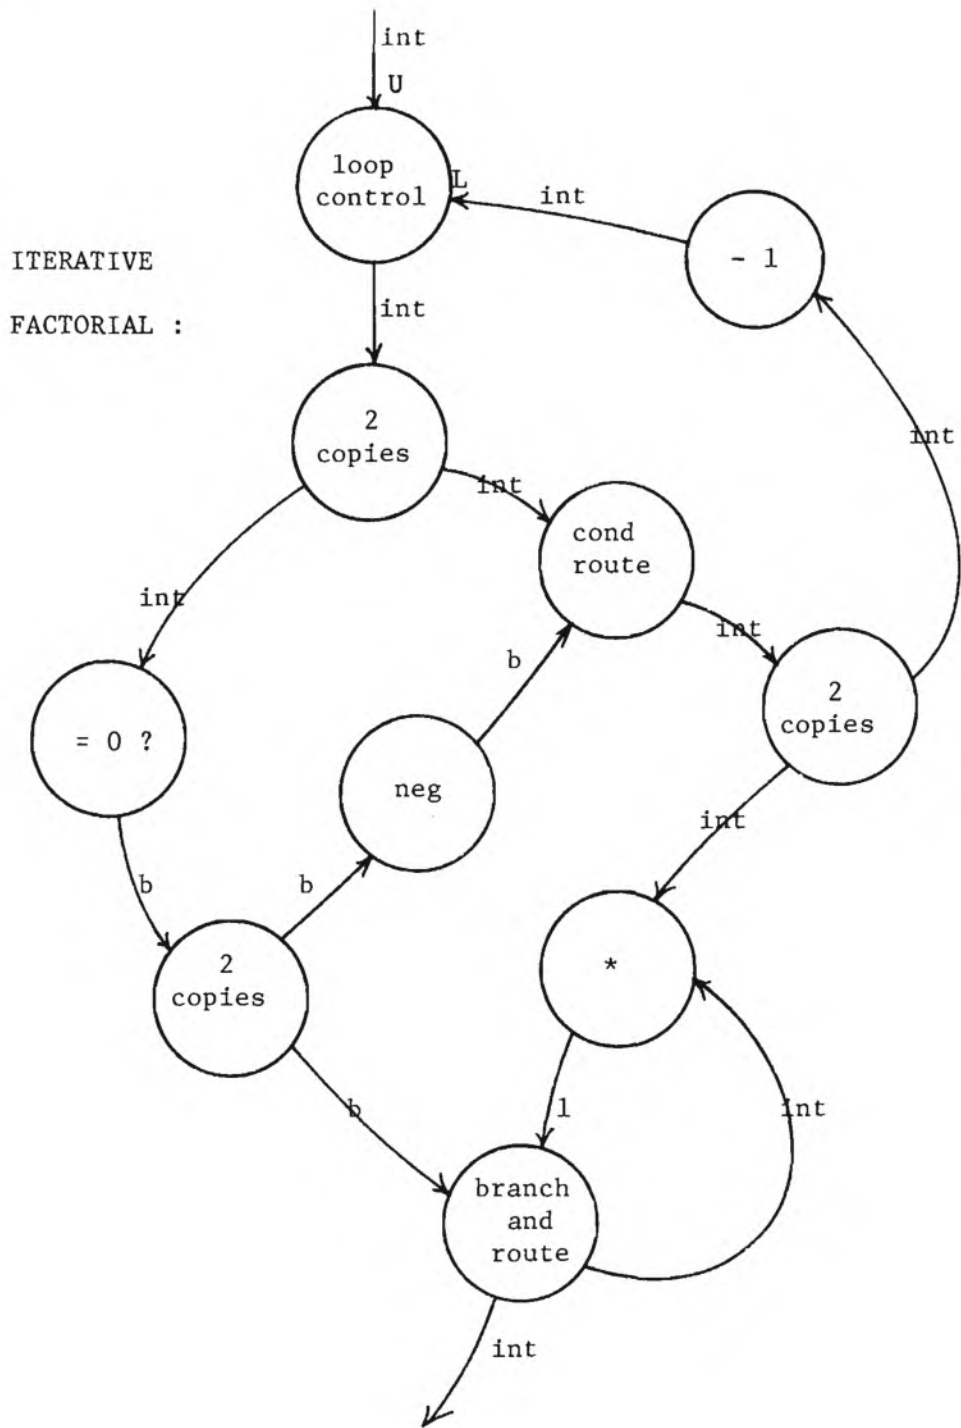 int
U
loop
control
L
int
- 1
ITERATIVE
FACTORIAL :
int
2
copies
int
int
cond
route
int
int
b
2
copies
= 0 ?
neg
int
b
b
2
copies
*
b
1
int
branch
and
route
int